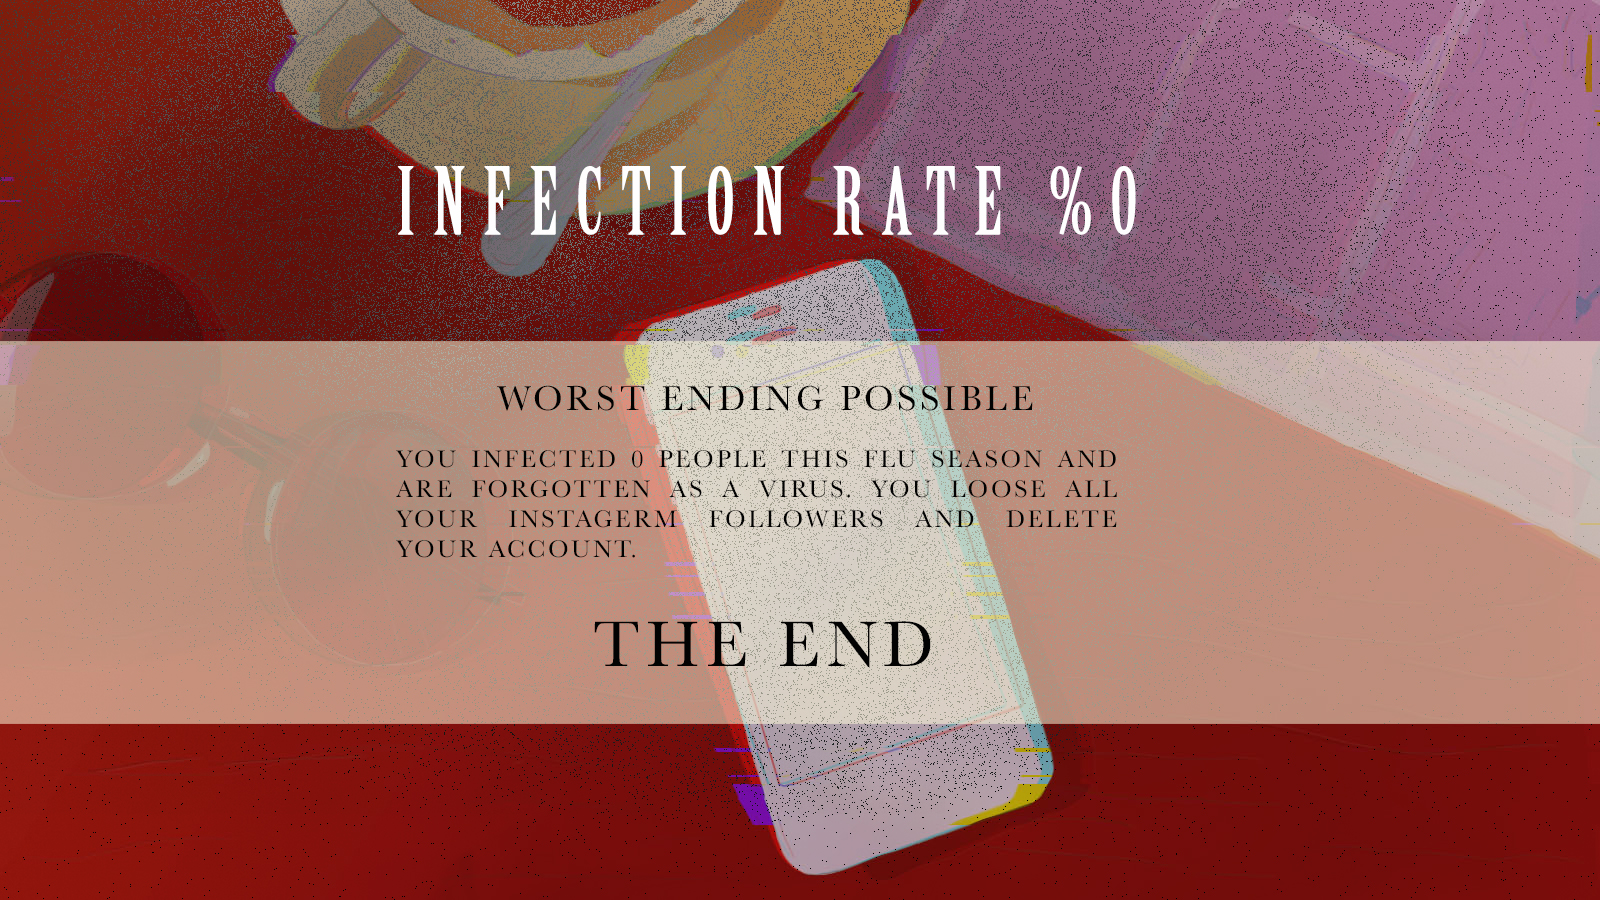 INFECTION RATE %0
WORST ENDING POSSIBLE
YOU INFECTED 0 PEOPLE THIS FLU SEASON AND
ARE FORGOTTEN AS A VIRUS. YOU LOOSE ALL
YOUR INSTAGERM FOLLOWERS AND DELETE
YOUR ACCOUNT.
THE END